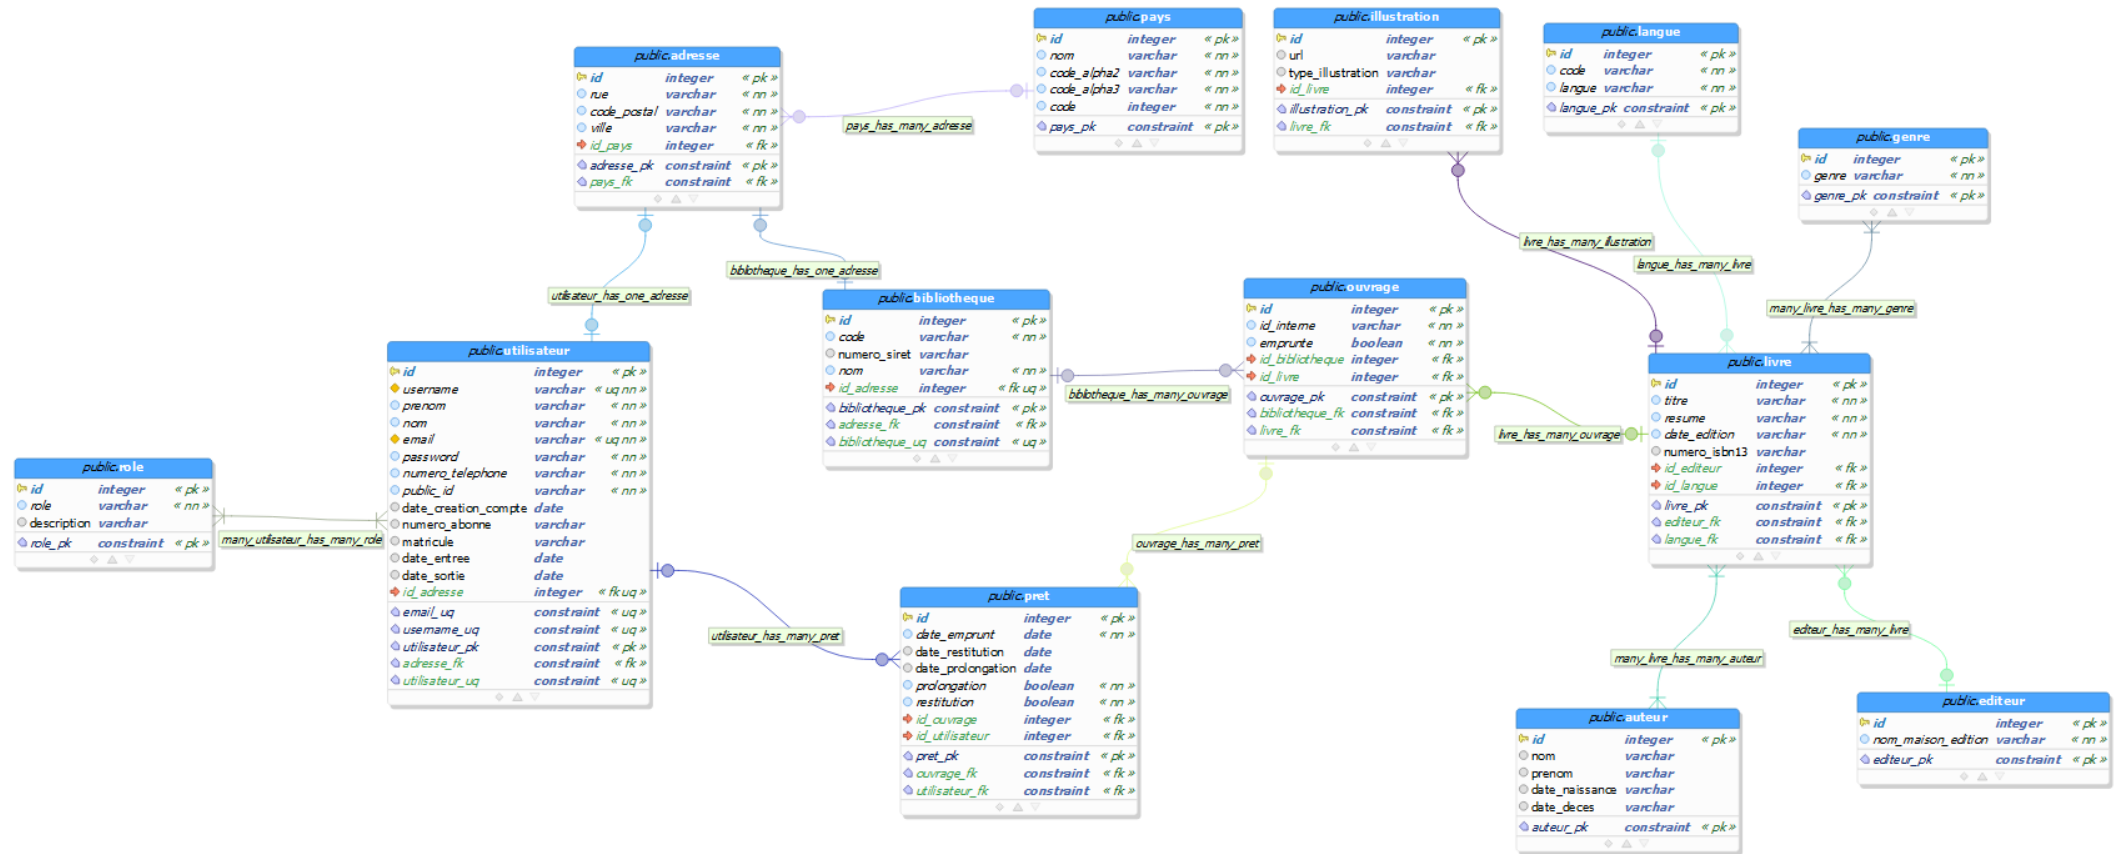 public.pays
id integer « pk »
nom varchar « nn »
code_alpha2 varchar « nn »
code_alpha3 varchar « nn »
code integer « nn »
pays_pk constraint « pk »
public.illustration
id integer « pk »
url varchar
type_illustration varchar
id_livre integer « fk »
illustration_pk constraint « pk »
livre_fk constraint « fk »
public.langue
id integer « pk »
code varchar « nn »
langue varchar « nn »
langue_pk constraint « pk »
public.adresse
id integer « pk »
rue varchar « nn »
code_postal varchar « nn »
ville varchar « nn »
id_pays integer « fk »
adresse_pk constraint « pk »
pays_fk constraint « fk »
pays_has_many_adresse
public.genre
id integer « pk »
genre varchar « nn »
genre_pk constraint « pk »
livre_has_many_illustration
langue_has_many_livre
bibliotheque_has_one_adresse
utilisateur_has_one_adresse
many_livre_has_many_genre
public.bibliotheque
id integer « pk »
code varchar « nn »
numero_siret varchar
nom varchar « nn »
id_adresse integer « fk uq »
bibliotheque_pk constraint « pk »
adresse_fk constraint « fk »
bibliotheque_uq constraint « uq »
bibliotheque_has_many_ouvrage
public.ouvrage
id integer « pk »
id_interne varchar « nn »
emprunte boolean « nn »
id_bibliotheque integer « fk »
id_livre integer « fk »
ouvrage_pk constraint « pk »
bibliotheque_fk constraint « fk »
livre_fk constraint « fk »
livre_has_many_ouvrage
public.livre
id integer « pk »
titre varchar « nn »
resume varchar « nn »
date_edition varchar « nn »
numero_isbn13 varchar
id_editeur integer « fk »
id_langue integer « fk »
livre_pk constraint « pk »
editeur_fk constraint « fk »
langue_fk constraint « fk »
public.utilisateur
id integer « pk »
username varchar « uq nn »
prenom varchar « nn »
nom varchar « nn »
email varchar « uq nn »
password varchar « nn »
numero_telephone varchar « nn »
public_id varchar « nn »
date_creation_compte date
numero_abonne varchar
matricule varchar
date_entree date
date_sortie date
id_adresse integer « fk uq »
email_uq constraint « uq »
username_uq constraint « uq »
utilisateur_pk constraint « pk »
adresse_fk constraint « fk »
utilisateur_uq constraint « uq »
public.role
id integer « pk »
role varchar « nn »
description varchar
role_pk constraint « pk »
many_utilisateur_has_many_role
ouvrage_has_many_pret
utilisateur_has_many_pret
public.pret
id integer « pk »
date_emprunt date « nn »
date_restitution date
date_prolongation date
prolongation boolean « nn »
restitution boolean « nn »
id_ouvrage integer « fk »
id_utilisateur integer « fk »
pret_pk constraint « pk »
ouvrage_fk constraint « fk »
utilisateur_fk constraint « fk »
editeur_has_many_livre
many_livre_has_many_auteur
public.auteur
id integer « pk »
nom varchar
prenom varchar
date_naissance varchar
date_deces varchar
auteur_pk constraint « pk »
public.editeur
id integer « pk »
nom_maison_edition varchar « nn »
editeur_pk constraint « pk »